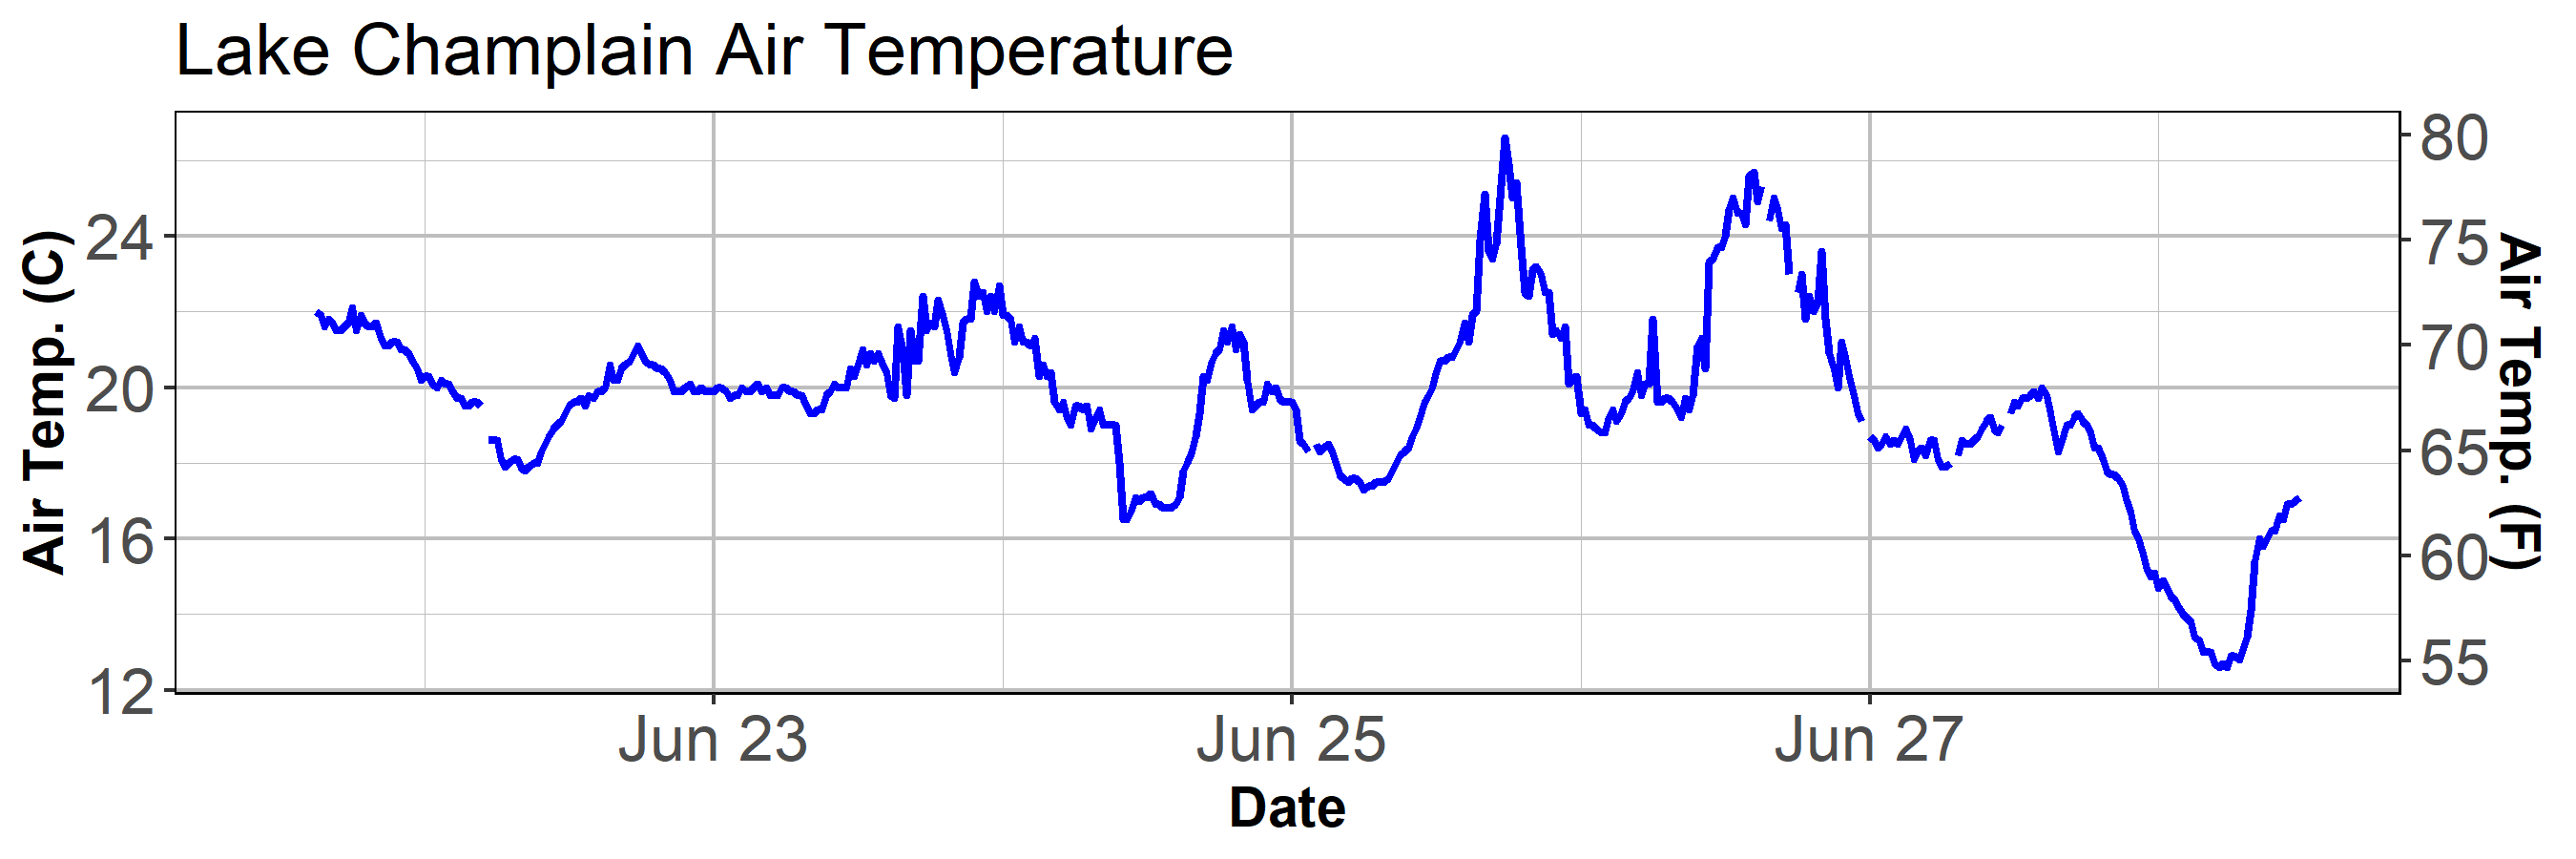 Lake Champlain Air Temperature
Air Temp. (C)
24
20
16
12
80
75
70
65
60
55
Air Temp. (F)
Jun 23 Jun 25 Jun 27
Date